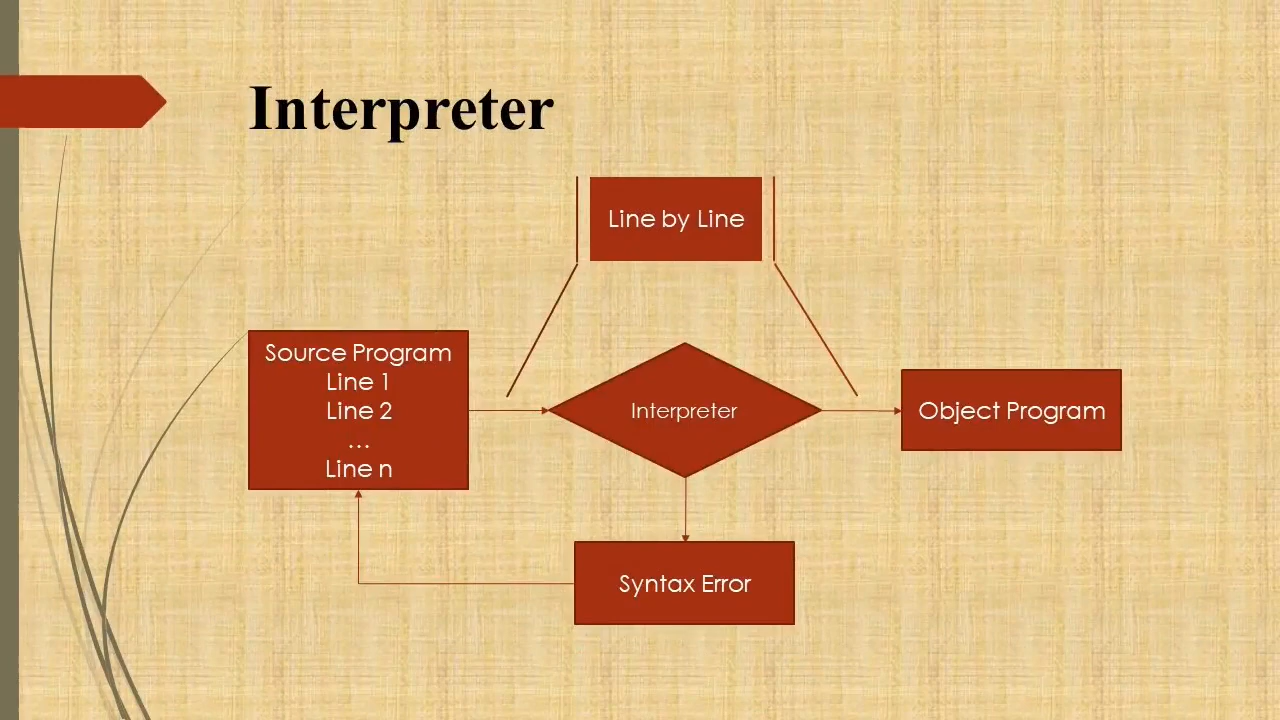 Interpreter
Line by Line
Source Program
Line 1
Line 2
...
Line n
Interpreter
Object Program
Syntax Error